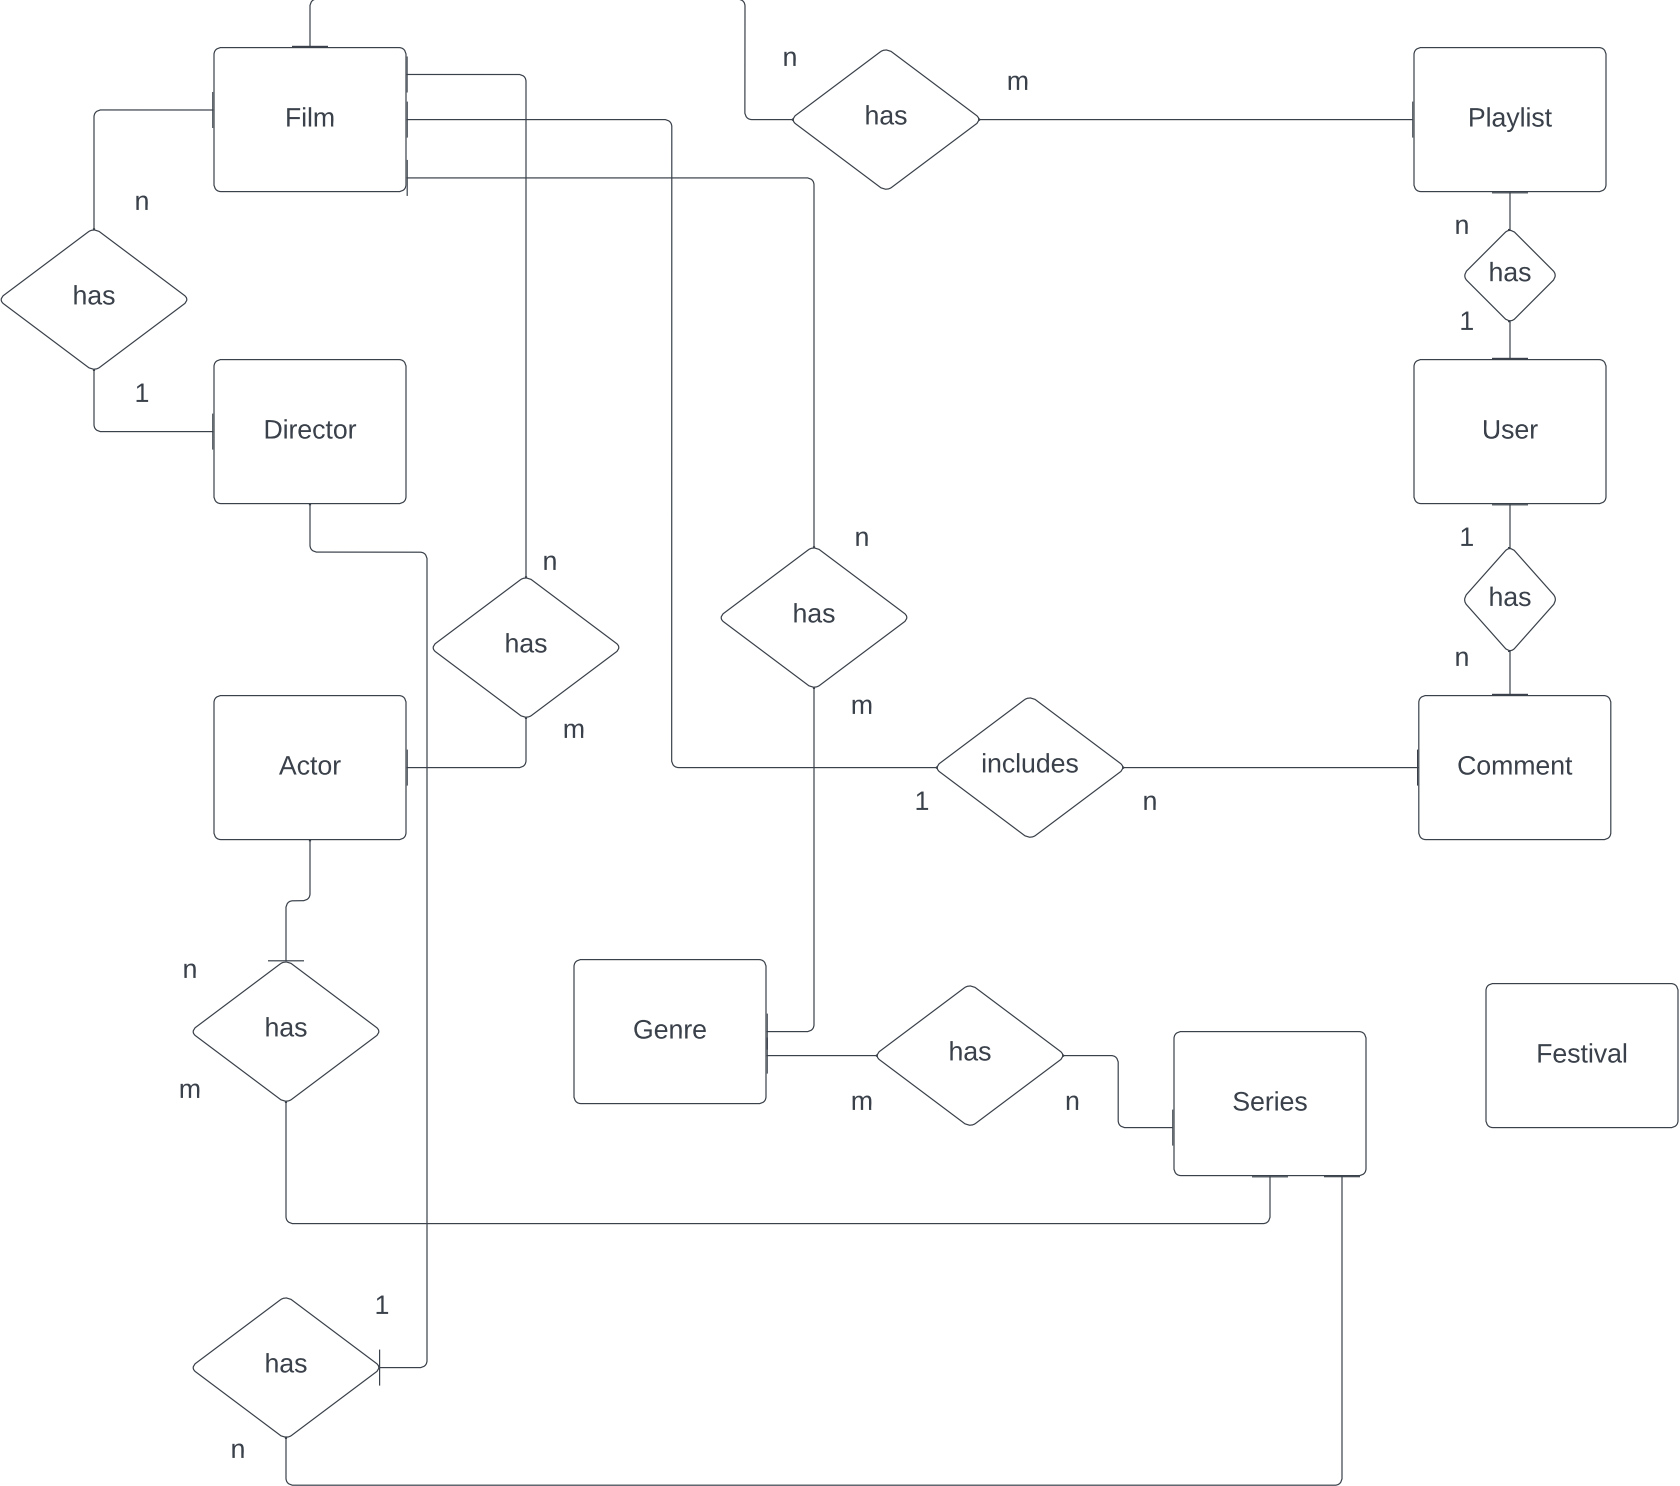 n
m
Film
has
Playlist
n
n
has
has
1
1
Director
User
n
1
n
has
has
has
n
m
m
Actor
includes
Comment
1
n
n
has
Genre
has
Festival
m
m
n
Series
1
has
n